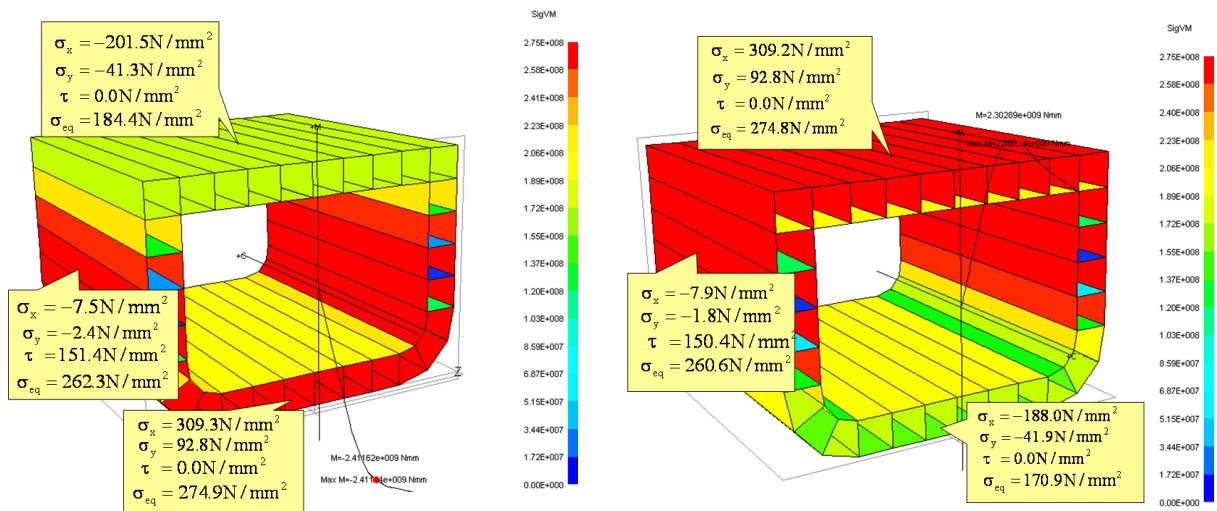 SigVM
2.75E+008
2.58E+008
2.41E+008
2.23E+008
2.06E+008
1.89E+008
1.72E+008
1.55E+008
1.37E+008
1.20E+008
1.03E+008
8.59E+007
6.87E+007
5.15E+007
3.44E+007
1.72E+007
0.00E+000
σx = −201.5N/mm²
σy = −41.3N/mm²
τ = 0.0N/mm²
σeq = 184.4N/mm²
+M
+C
Z
σx = −7.5N/mm²
σy = −2.4N/mm²
τ = 151.4N/mm²
σeq = 262.3N/mm²
σx = 309.3N/mm²
σy = 92.8N/mm²
τ = 0.0N/mm²
σeq = 274.9N/mm²
M=-2.41162e+009 Nmm
SigVM
2.75E+008
2.58E+008
2.41E+008
2.23E+008
2.06E+008
1.89E+008
1.72E+008
1.55E+008
1.37E+008
1.20E+008
1.03E+008
8.59E+007
6.87E+007
5.15E+007
3.44E+007
1.72E+007
0.00E+000
σx = 309.2N/mm²
σy = 92.8N/mm²
τ = 0.0N/mm²
σeq = 274.8N/mm²
M=2.30289e+009 Nmm
+M
+C
σx = −7.9N/mm²
σy = −1.8N/mm²
τ = 150.4N/mm²
σeq = 260.6N/mm²
σx = −188.0N/mm²
σy = −41.9N/mm²
τ = 0.0N/mm²
σeq = 170.9N/mm²